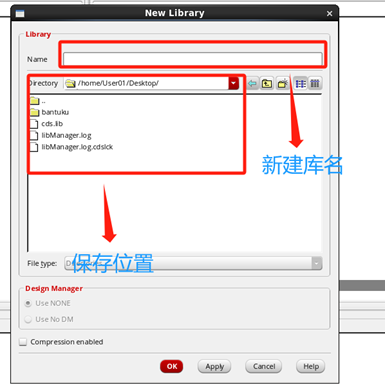 New Library
Library
Name
Directory /home/User01/Desktop/
..
bantuku
cds.lib
libManager.log
libManager.log.cdslck
新建库名
保存位置
File type:
Design Manager
Use NONE
Use No DM
Compression enabled
OK Apply Cancel Help